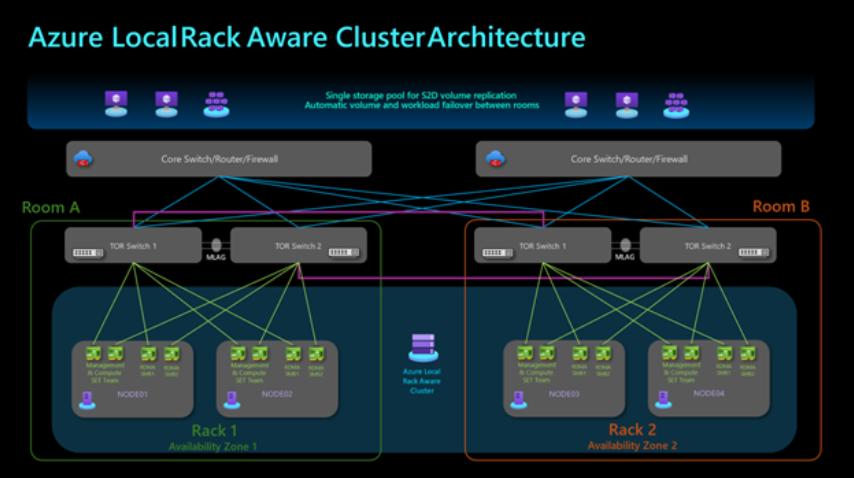 Azure Local Rack Aware Cluster Architecture
Single storage pool for S2D volume replication
Automatic volume and workload failover between rooms
Core Switch/Router/Firewall
Core Switch/Router/Firewall
Room A
Room B
TOR Switch 1
MLAG
TOR Switch 2
TOR Switch 1
MLAG
TOR Switch 2
Management
& Compute
SET Team
RDMA
SMB1
RDMA
SMB2
NODE01
Management
& Compute
SET Team
RDMA
SMB1
RDMA
SMB2
NODE02
Azure Local
Rack Aware
Cluster
Management
& Compute
SET Team
RDMA
SMB1
RDMA
SMB2
NODE03
Management
& Compute
SET Team
RDMA
SMB1
RDMA
SMB2
NODE04
Rack 1
Availability Zone 1
Rack 2
Availability Zone 2